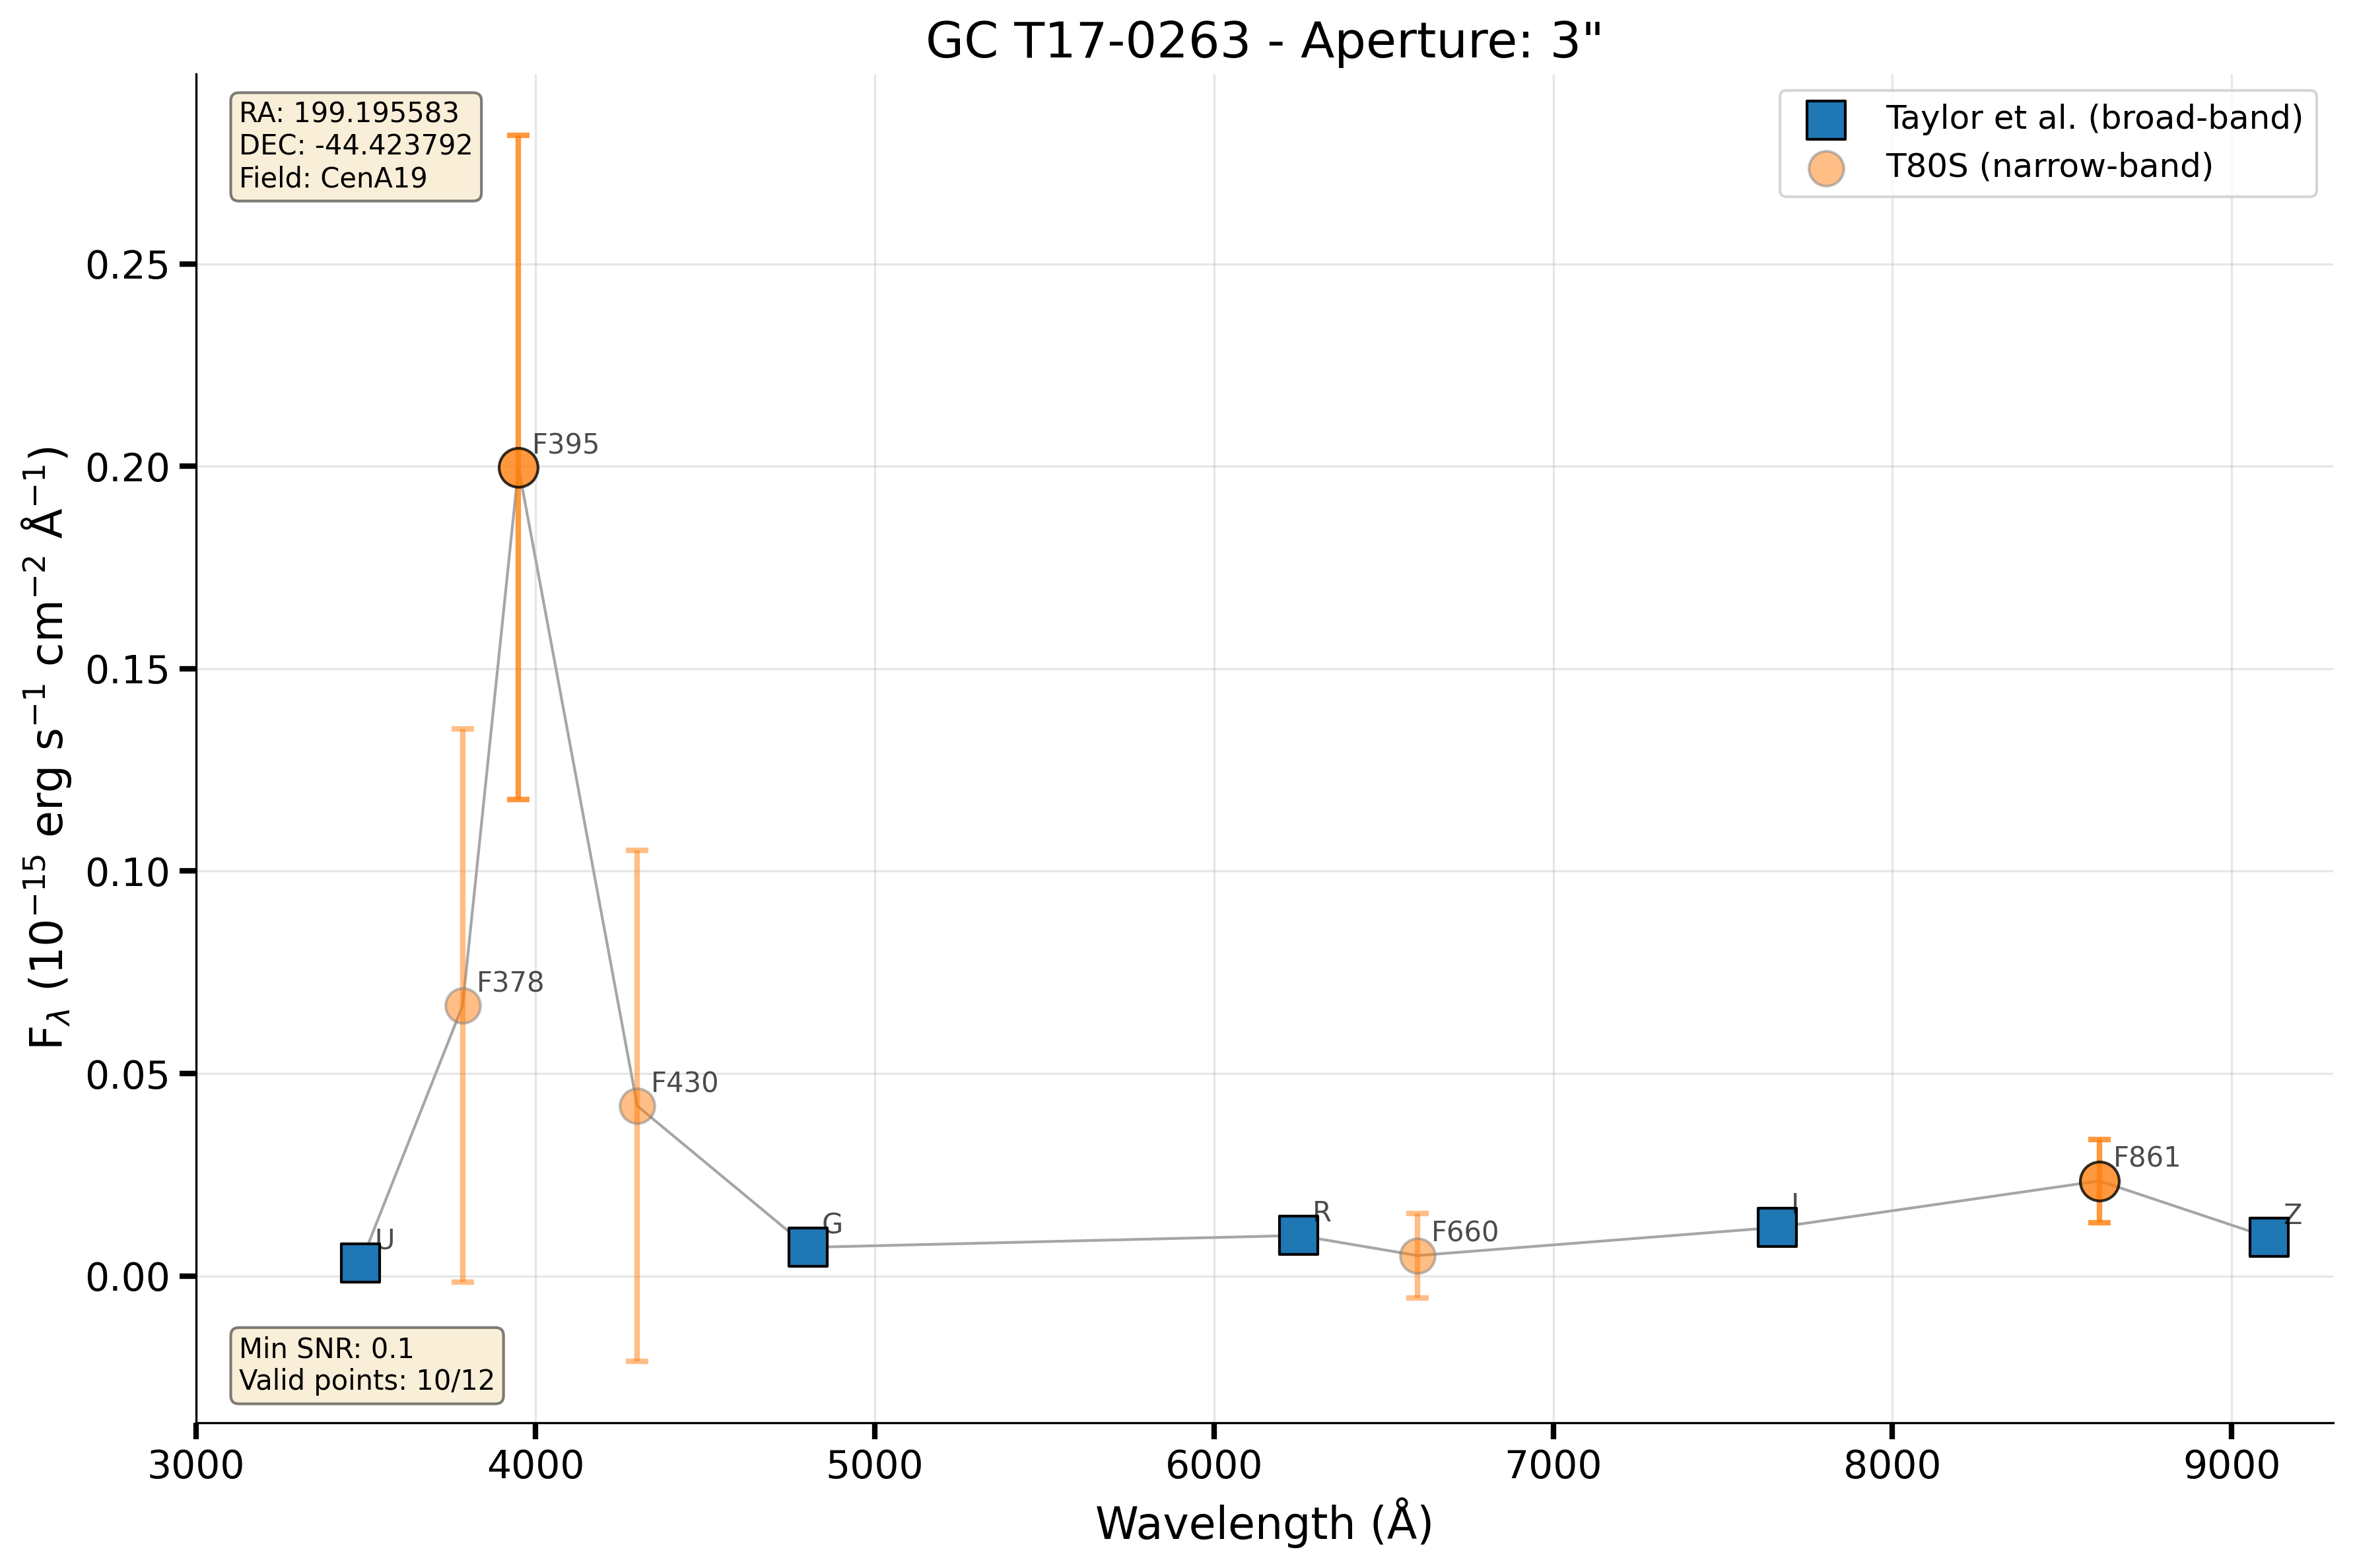 GC T17-0263 - Aperture: 3"
RA: 199.195583
DEC: -44.423792
Field: CenA19
Taylor et al. (broad-band)
T80S (narrow-band)
F_λ (10⁻¹⁵ erg s⁻¹ cm⁻² Å⁻¹)
0.25
0.20
0.15
0.10
0.05
0.00
F395
F378
F430
F861
U
G
R
F660
I
Z
Min SNR: 0.1
Valid points: 10/12
3000 4000 5000 6000 7000 8000 9000
Wavelength (Å)